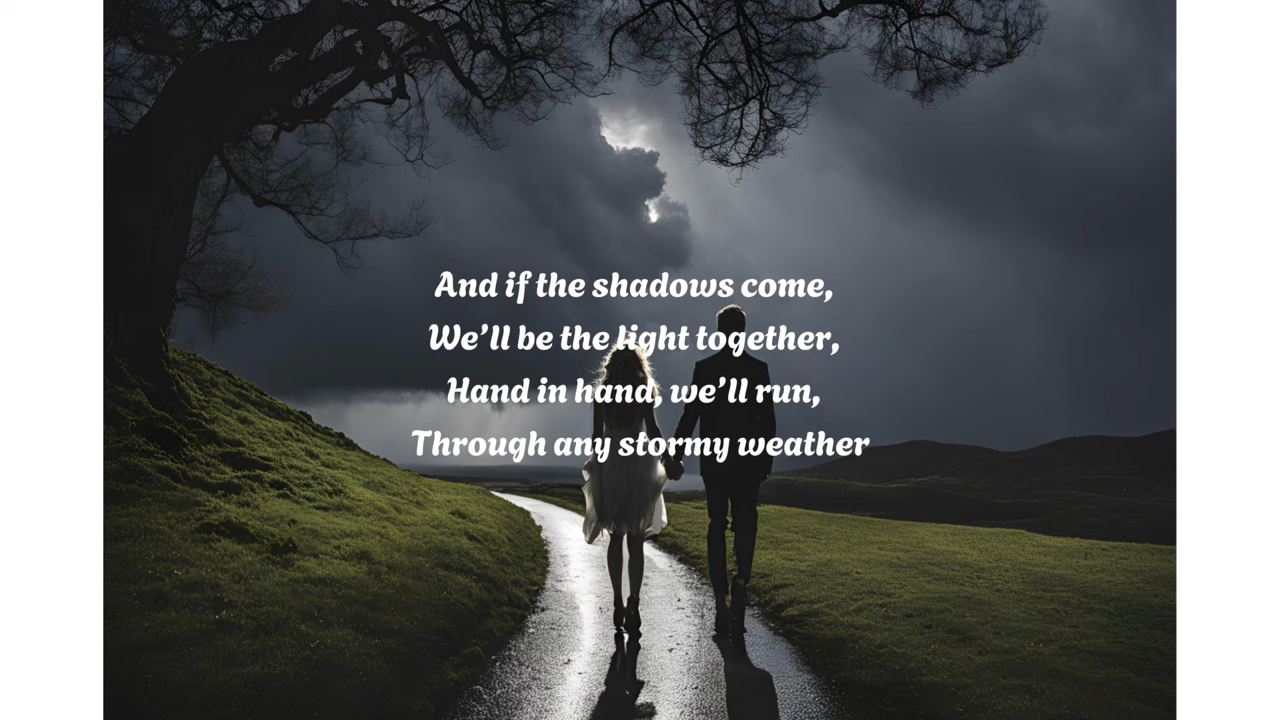 And if the shadows come,
We’ll be the light together,
Hand in hand, we’ll run,
Through any stormy weather